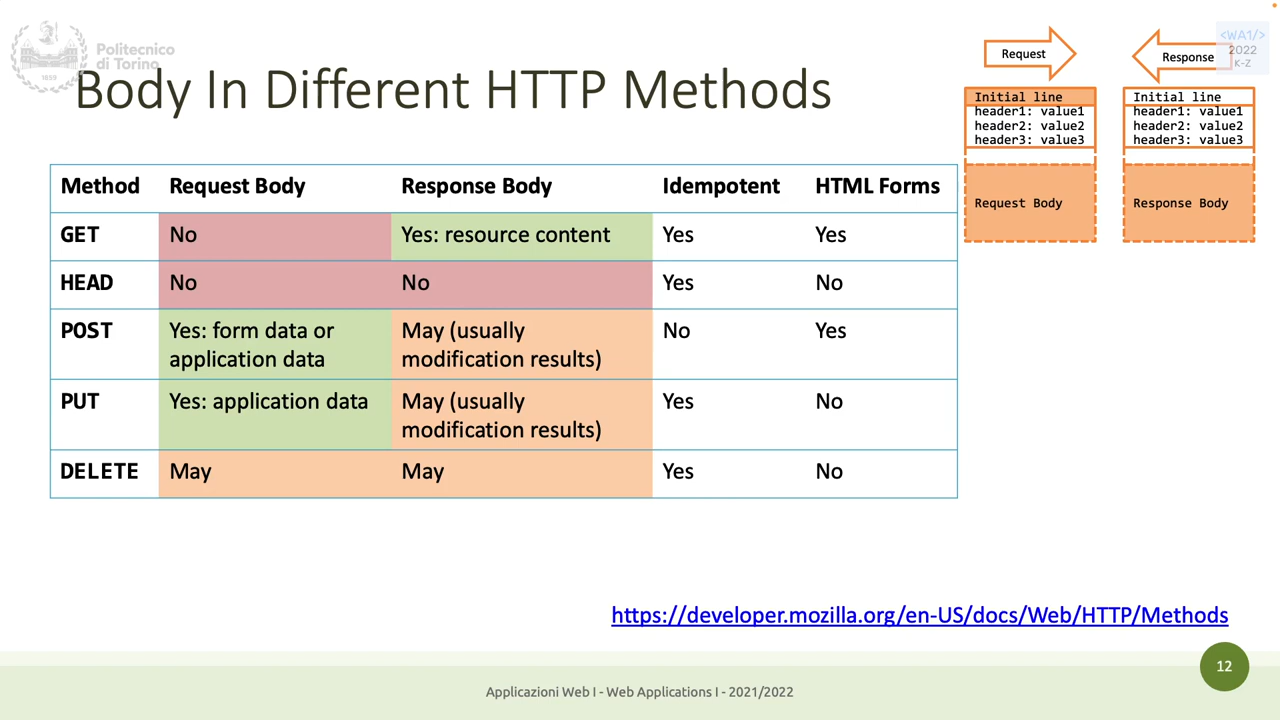 Politecnico
di Torino
1859
Body In Different HTTP Methods
Request
Response
<WA1/>
2022
K-Z
Initial line
header1: value1
header2: value2
header3: value3
Request Body
Initial line
header1: value1
header2: value2
header3: value3
Response Body
Method Request Body Response Body Idempotent HTML Forms
GET No Yes: resource content Yes Yes
HEAD No No Yes No
POST Yes: form data or May (usually No Yes
application data modification results)
PUT Yes: application data May (usually Yes No
modification results)
DELETE May May Yes No
https://developer.mozilla.org/en-US/docs/Web/HTTP/Methods
12
Applicazioni Web I - Web Applications I - 2021/2022